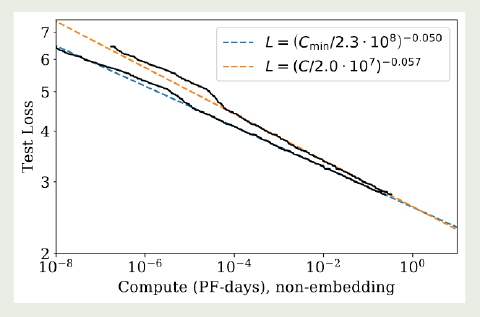 L = (C_min/2.3 · 10^8)^−0.050
L = (C/2.0 · 10^7)^−0.057
7
6
5
4
3
2
Test Loss
10^−8 10^−6 10^−4 10^−2 10^0
Compute (PF-days), non-embedding